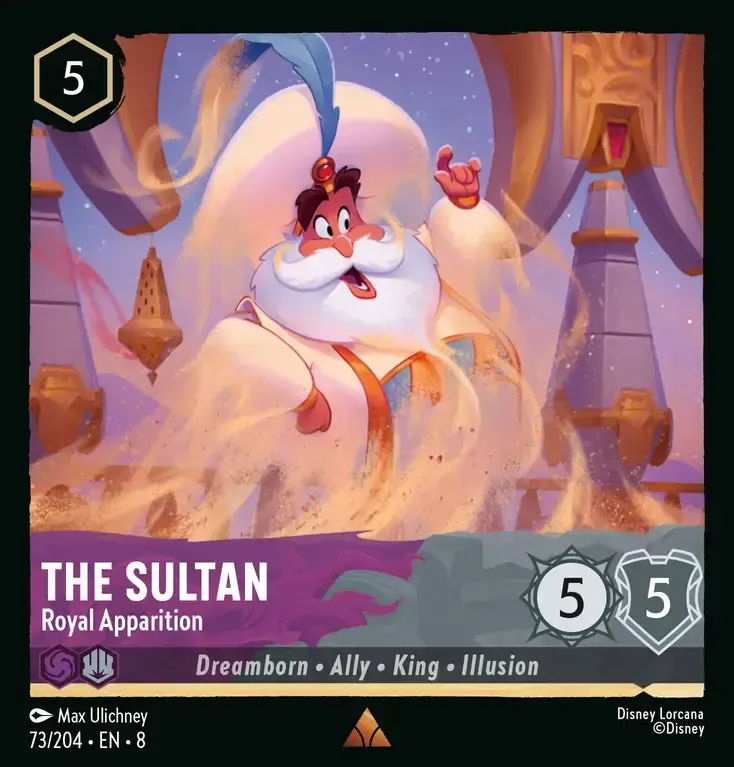 5
THE SULTAN
Royal Apparition
5 5
Dreamborn • Ally • King • Illusion
Max Ulichney
Disney Lorcana
73/204 • EN • 8
©Disney